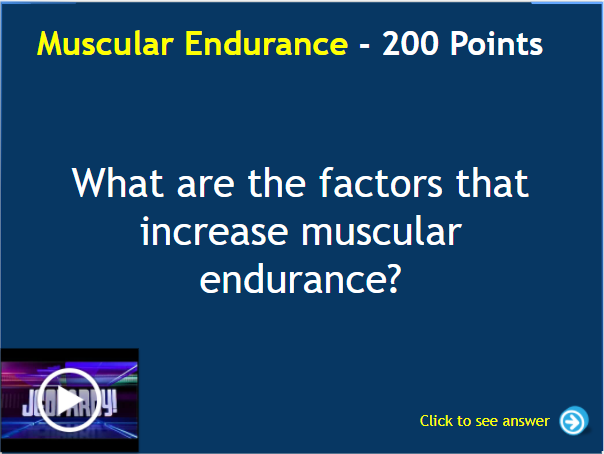 Muscular Endurance - 200 Points
What are the factors that
increase muscular
endurance?
JEOPARDY!
Click to see answer